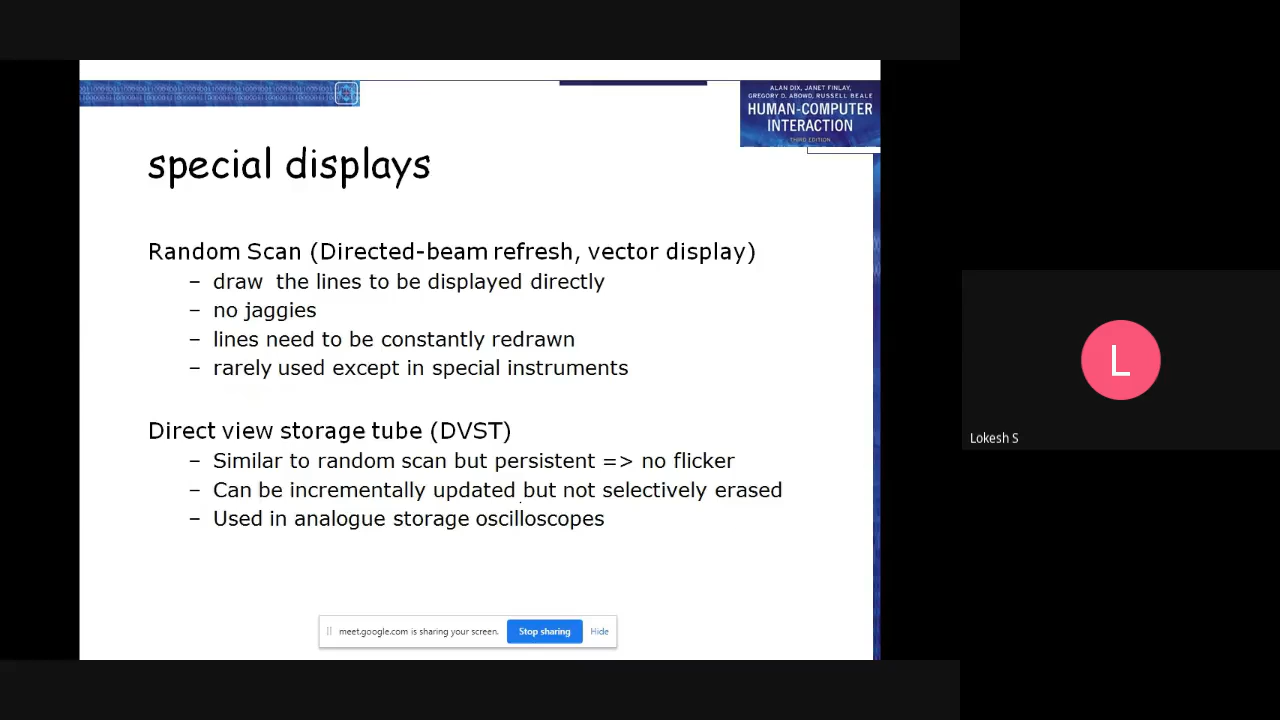 ALAN DIX, JANET FINLAY,
GREGORY D. ABOWD, RUSSELL BEALE
HUMAN-COMPUTER
INTERACTION
THIRD EDITION
special displays
Random Scan (Directed-beam refresh, vector display)
– draw the lines to be displayed directly
– no jaggies
– lines need to be constantly redrawn
– rarely used except in special instruments
Direct view storage tube (DVST)
– Similar to random scan but persistent => no flicker
– Can be incrementally updated but not selectively erased
– Used in analogue storage oscilloscopes
meet.google.com is sharing your screen. Stop sharing Hide
L
Lokesh S